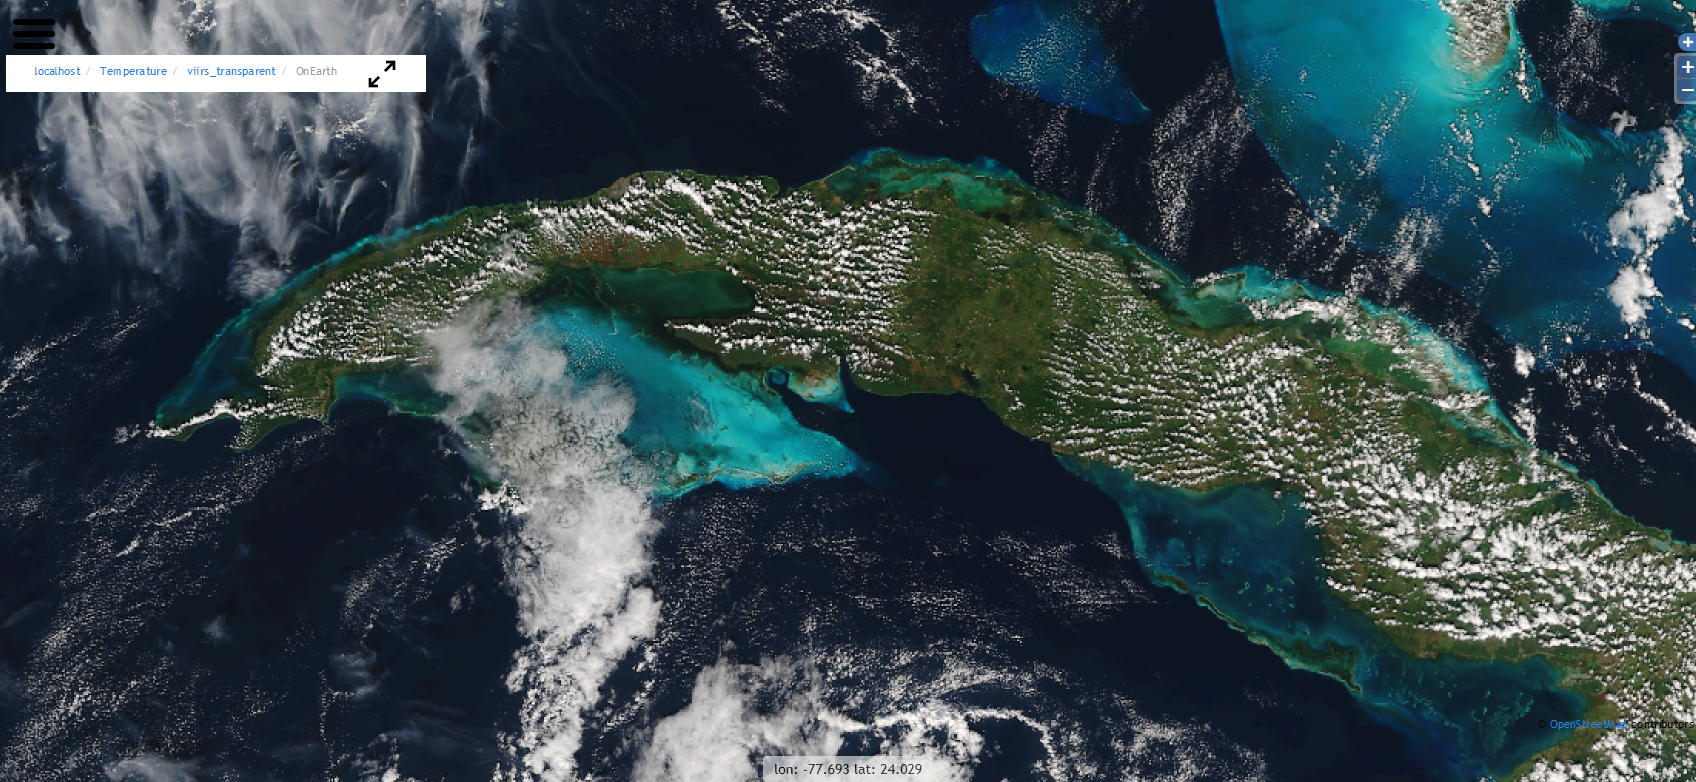 localhost / Temperature / viirs_transparent / OnEarth
+
+
−
© OpenStreetMap contributors
lon: -77.693 lat: 24.029